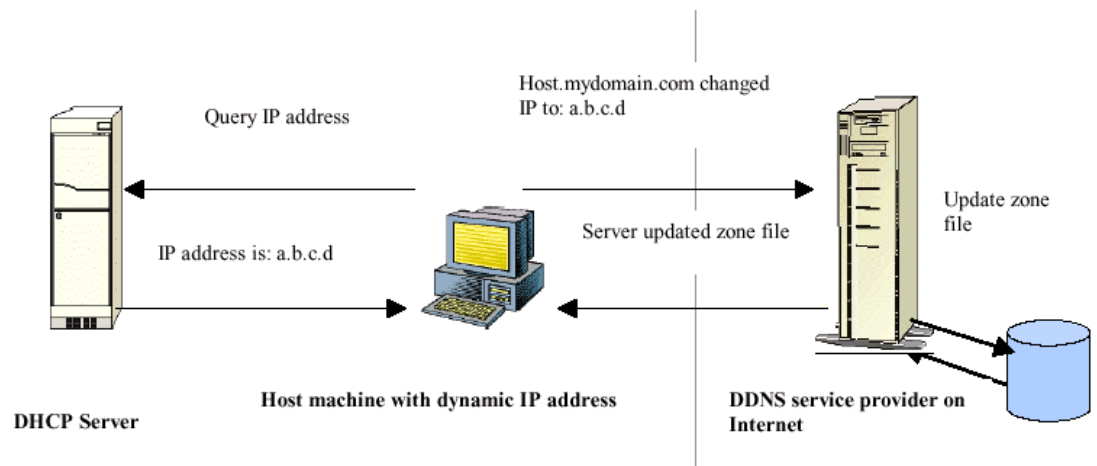 Host.mydomain.com changed
IP to: a.b.c.d
Query IP address
Update zone
file
Server updated zone file
IP address is: a.b.c.d
Host machine with dynamic IP address
DDNS service provider on
Internet
DHCP Server